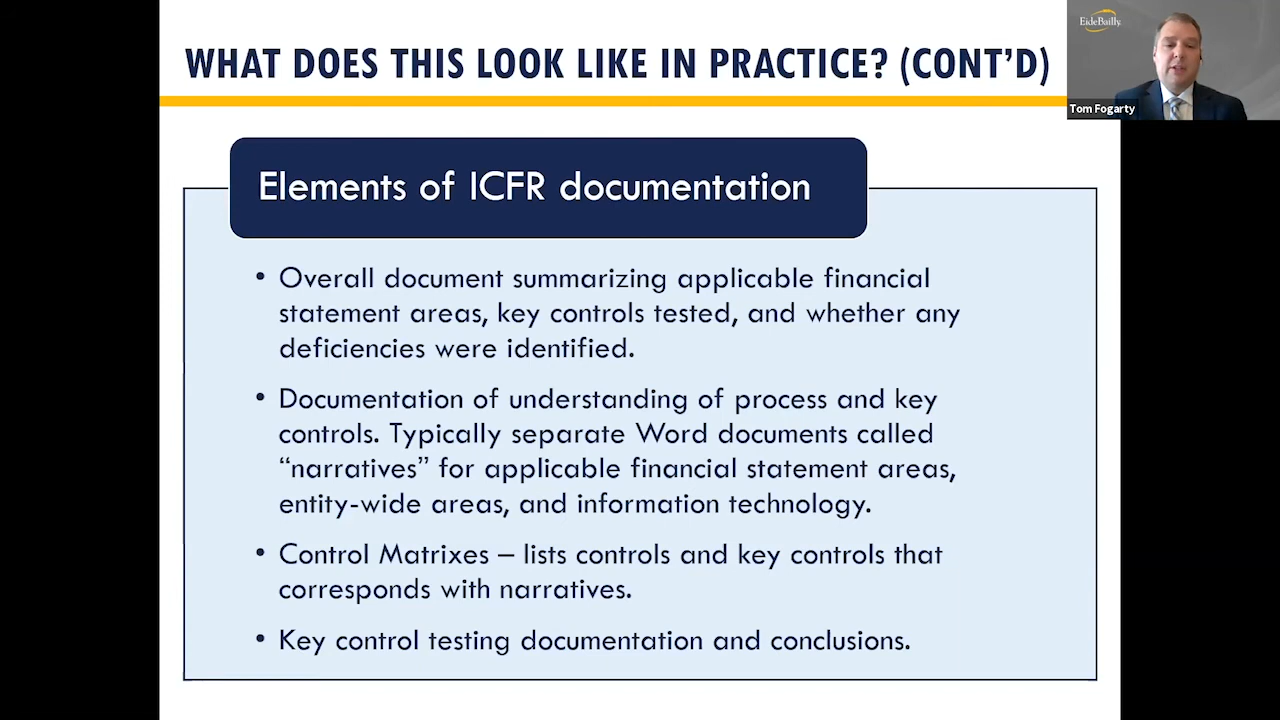 WHAT DOES THIS LOOK LIKE IN PRACTICE? (CONT'D)
EideBailly
Tom Fogarty
Elements of ICFR documentation
• Overall document summarizing applicable financial
statement areas, key controls tested, and whether any
deficiencies were identified.
• Documentation of understanding of process and key
controls. Typically separate Word documents called
“narratives” for applicable financial statement areas,
entity-wide areas, and information technology.
• Control Matrixes – lists controls and key controls that
corresponds with narratives.
• Key control testing documentation and conclusions.